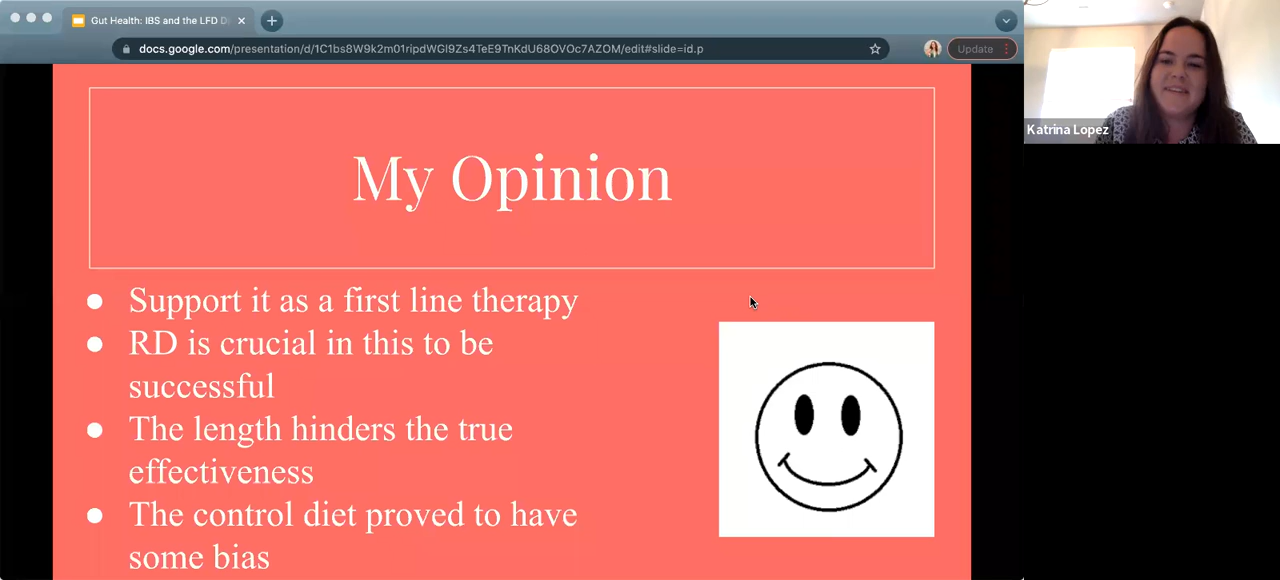 Gut Health: IBS and the LFD D
docs.google.com/presentation/d/1C1bs8W9k2m01ripdWGI9Zs4TeE9TnKdU68OVOc7AZOM/edit#slide=id.p
Update
Katrina Lopez
My Opinion
● Support it as a first line therapy
● RD is crucial in this to be
successful
● The length hinders the true
effectiveness
● The control diet proved to have
some bias